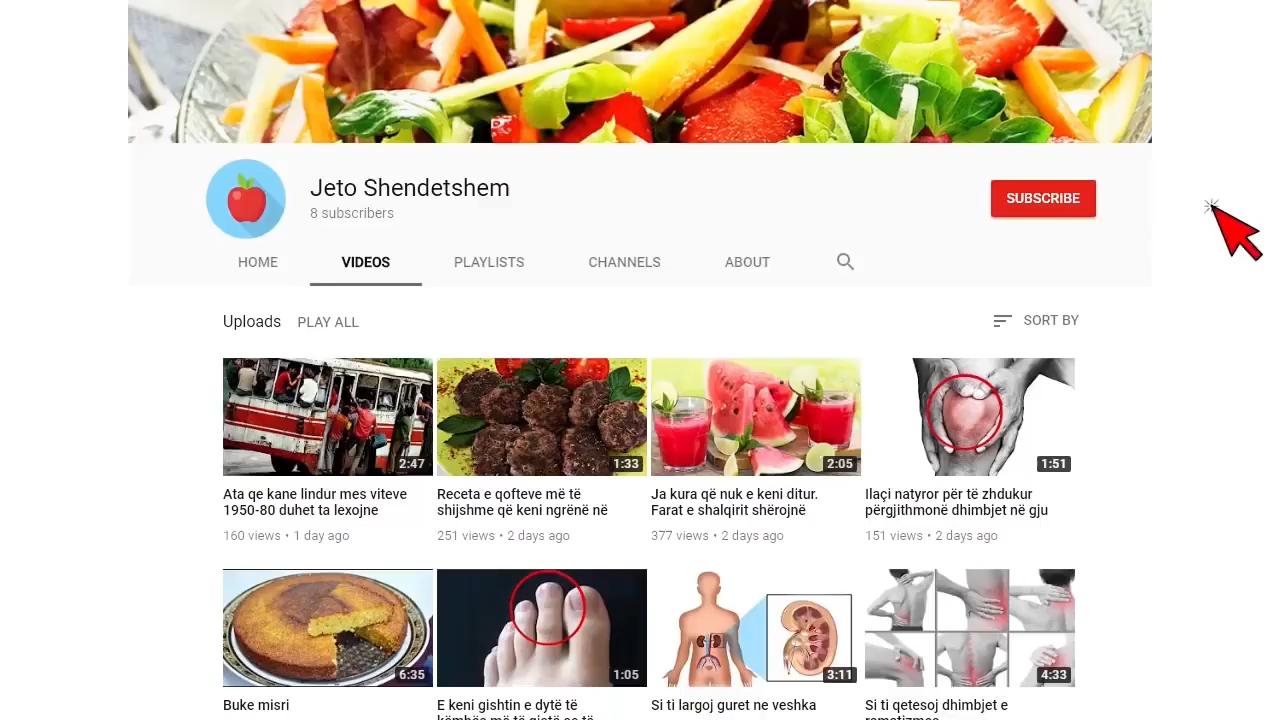 Jeto Shendetshem
8 subscribers
SUBSCRIBE
HOME VIDEOS PLAYLISTS CHANNELS ABOUT
Uploads PLAY ALL SORT BY
2:47 1:33 2:05 1:51
Ata qe kane lindur mes viteve
1950-80 duhet ta lexojne
160 views • 1 day ago
Receta e qofteve më të
shijshme që keni ngrënë në
251 views • 2 days ago
Ja kura që nuk e keni ditur.
Farat e shalqirit shërojnë
377 views • 2 days ago
Ilaçi natyror për të zhdukur
përgjithmonë dhimbjet në gju
151 views • 2 days ago
6:35 1:05 3:11 4:33
Buke misri
E keni gishtin e dytë të
Si ti largoj guret ne veshka
Si ti qetesoj dhimbjet e